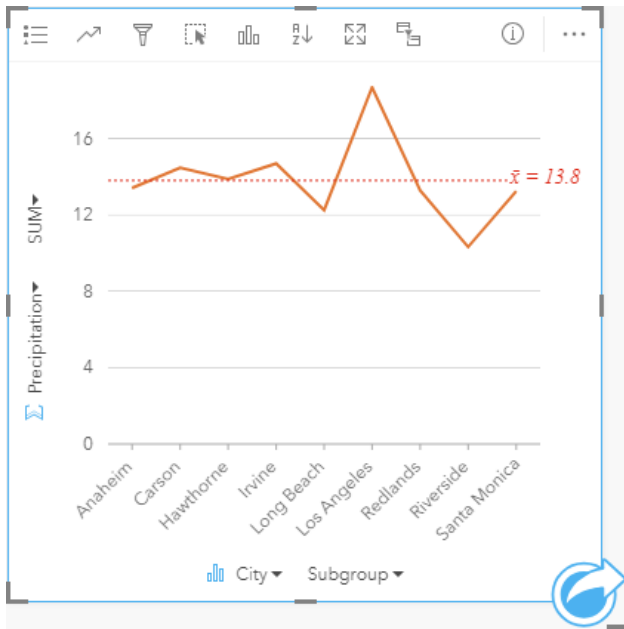 16
x̄ = 13.8
12
SUM
8
Precipitation
4
0
Anaheim
Carson
Hawthorne
Irvine
Long Beach
Los Angeles
Redlands
Riverside
Santa Monica
City
Subgroup